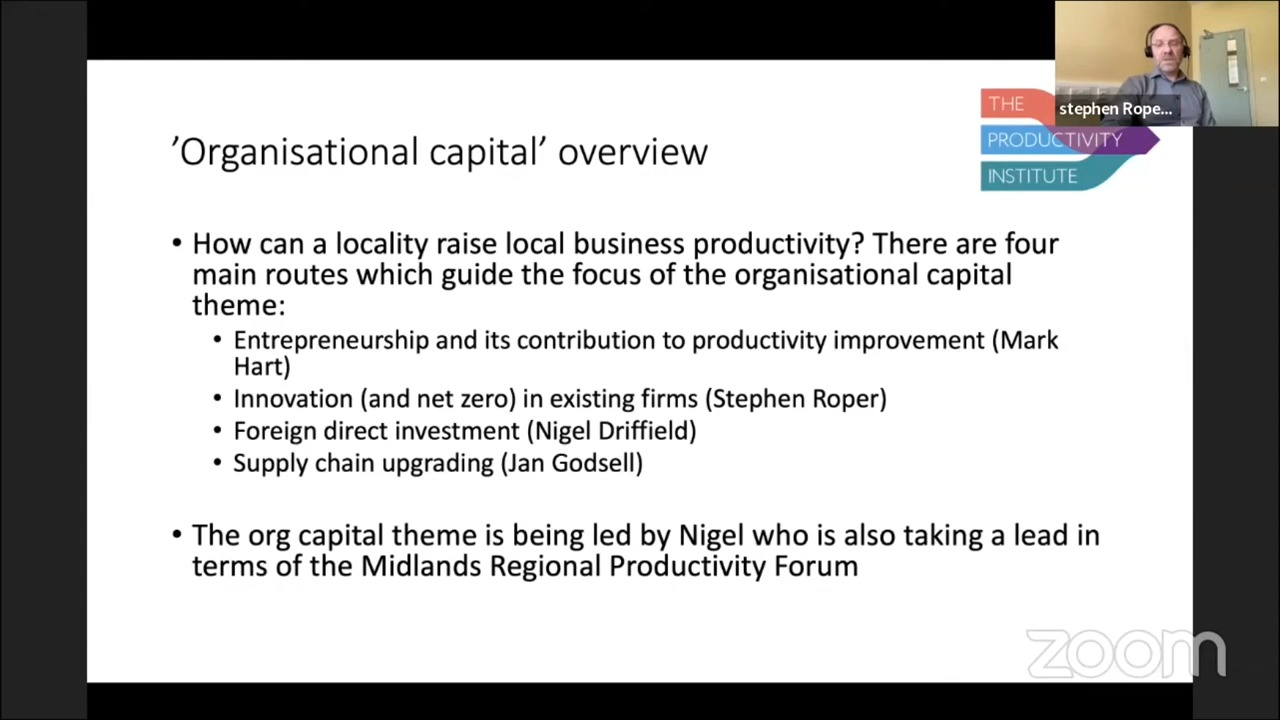 ’Organisational capital’ overview
THE
PRODUCTIVITY
INSTITUTE
stephen Rope...
• How can a locality raise local business productivity? There are four
main routes which guide the focus of the organisational capital
theme:
• Entrepreneurship and its contribution to productivity improvement (Mark
Hart)
• Innovation (and net zero) in existing firms (Stephen Roper)
• Foreign direct investment (Nigel Driffield)
• Supply chain upgrading (Jan Godsell)
• The org capital theme is being led by Nigel who is also taking a lead in
terms of the Midlands Regional Productivity Forum
zoom